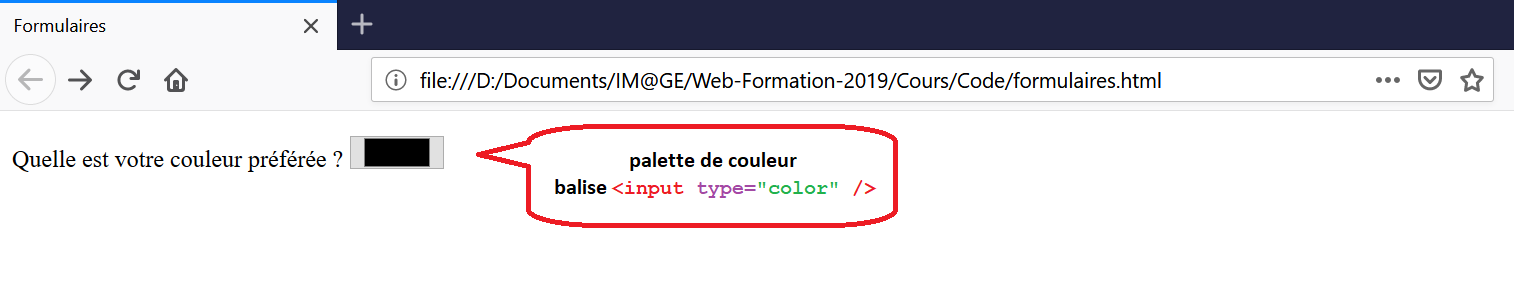 Formulaires
file:///D:/Documents/IM@GE/Web-Formation-2019/Cours/Code/formulaires.html
Quelle est votre couleur préférée ?
palette de couleur
balise <input type="color" />